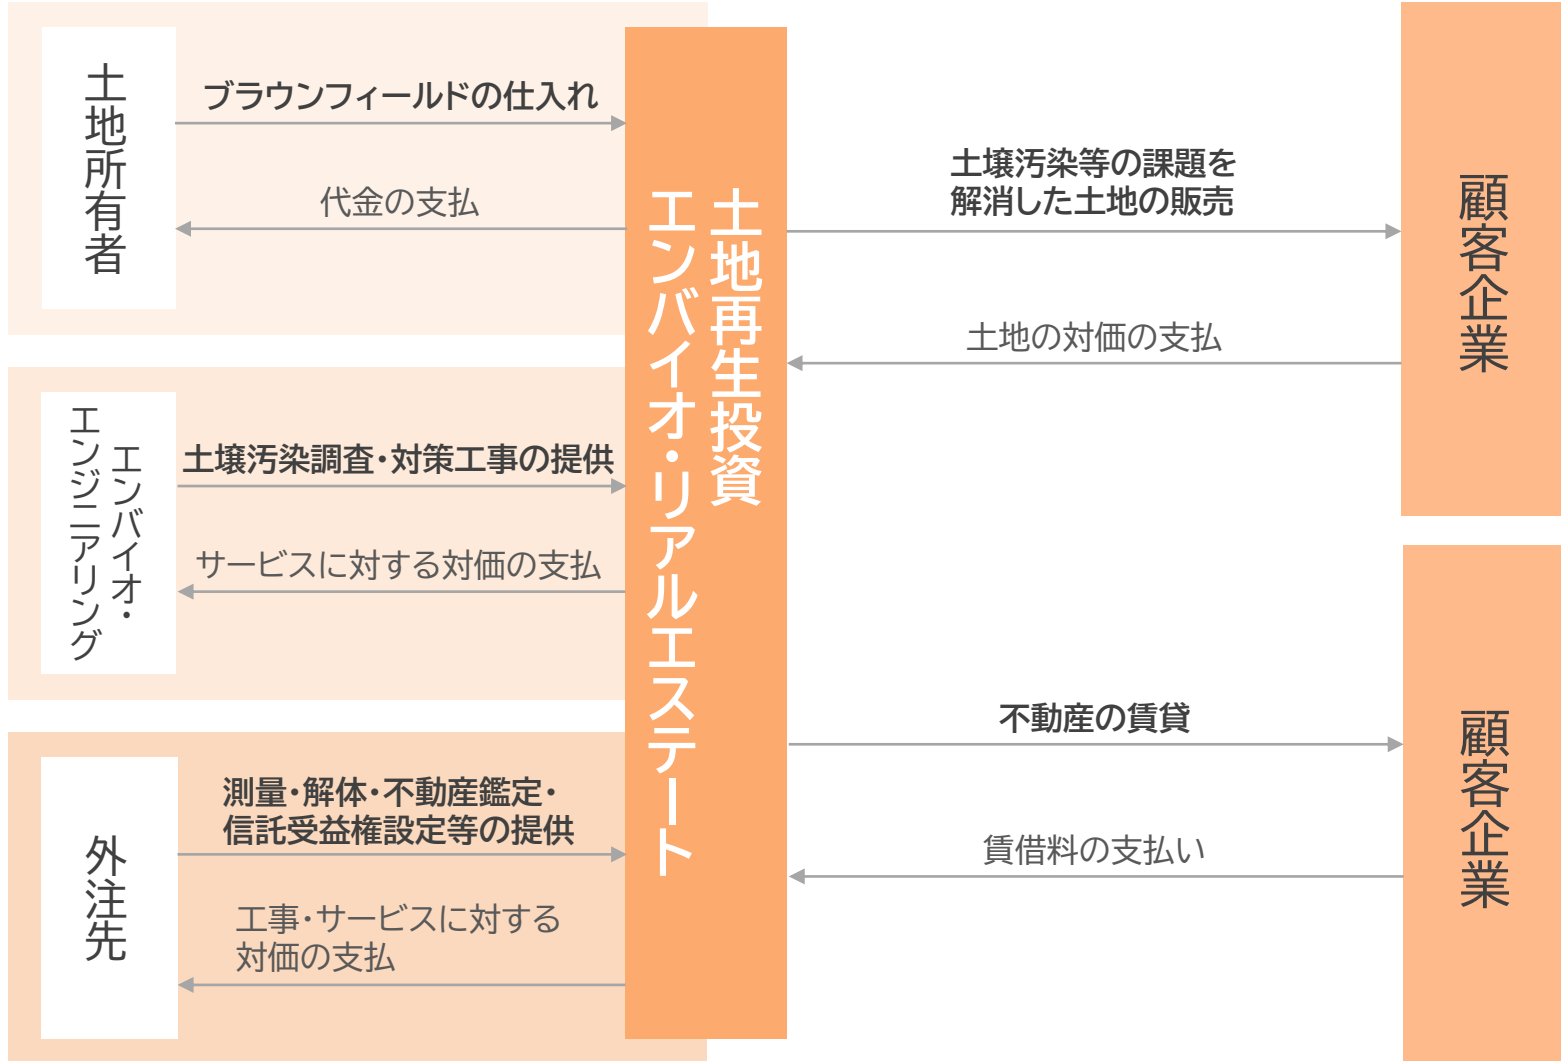 土地所有者
ブラウンフィールドの仕入れ
代金の支払
エンバイオ・
エンジニアリング
土壌汚染調査・対策工事の提供
サービスに対する対価の支払
外注先
測量・解体・不動産鑑定・
信託受益権設定等の提供
工事・サービスに対する
対価の支払
土地再生投資
エンバイオ・リアルエステート
土壌汚染等の課題を
解消した土地の販売
土地の対価の支払
顧客企業
不動産の賃貸
賃借料の支払い
顧客企業